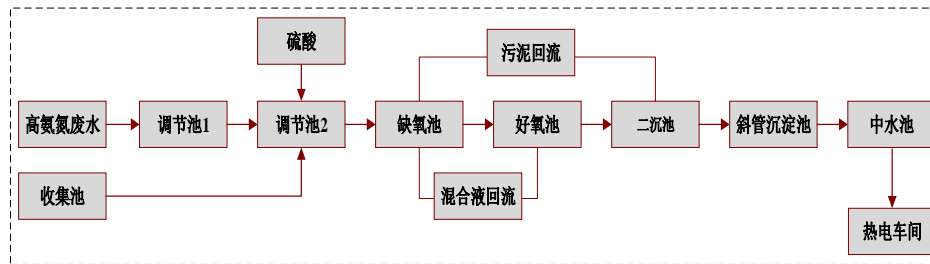 硫酸
污泥回流
高氨氮废水
调节池1
调节池2
缺氧池
好氧池
二沉池
斜管沉淀池
中水池
收集池
混合液回流
热电车间